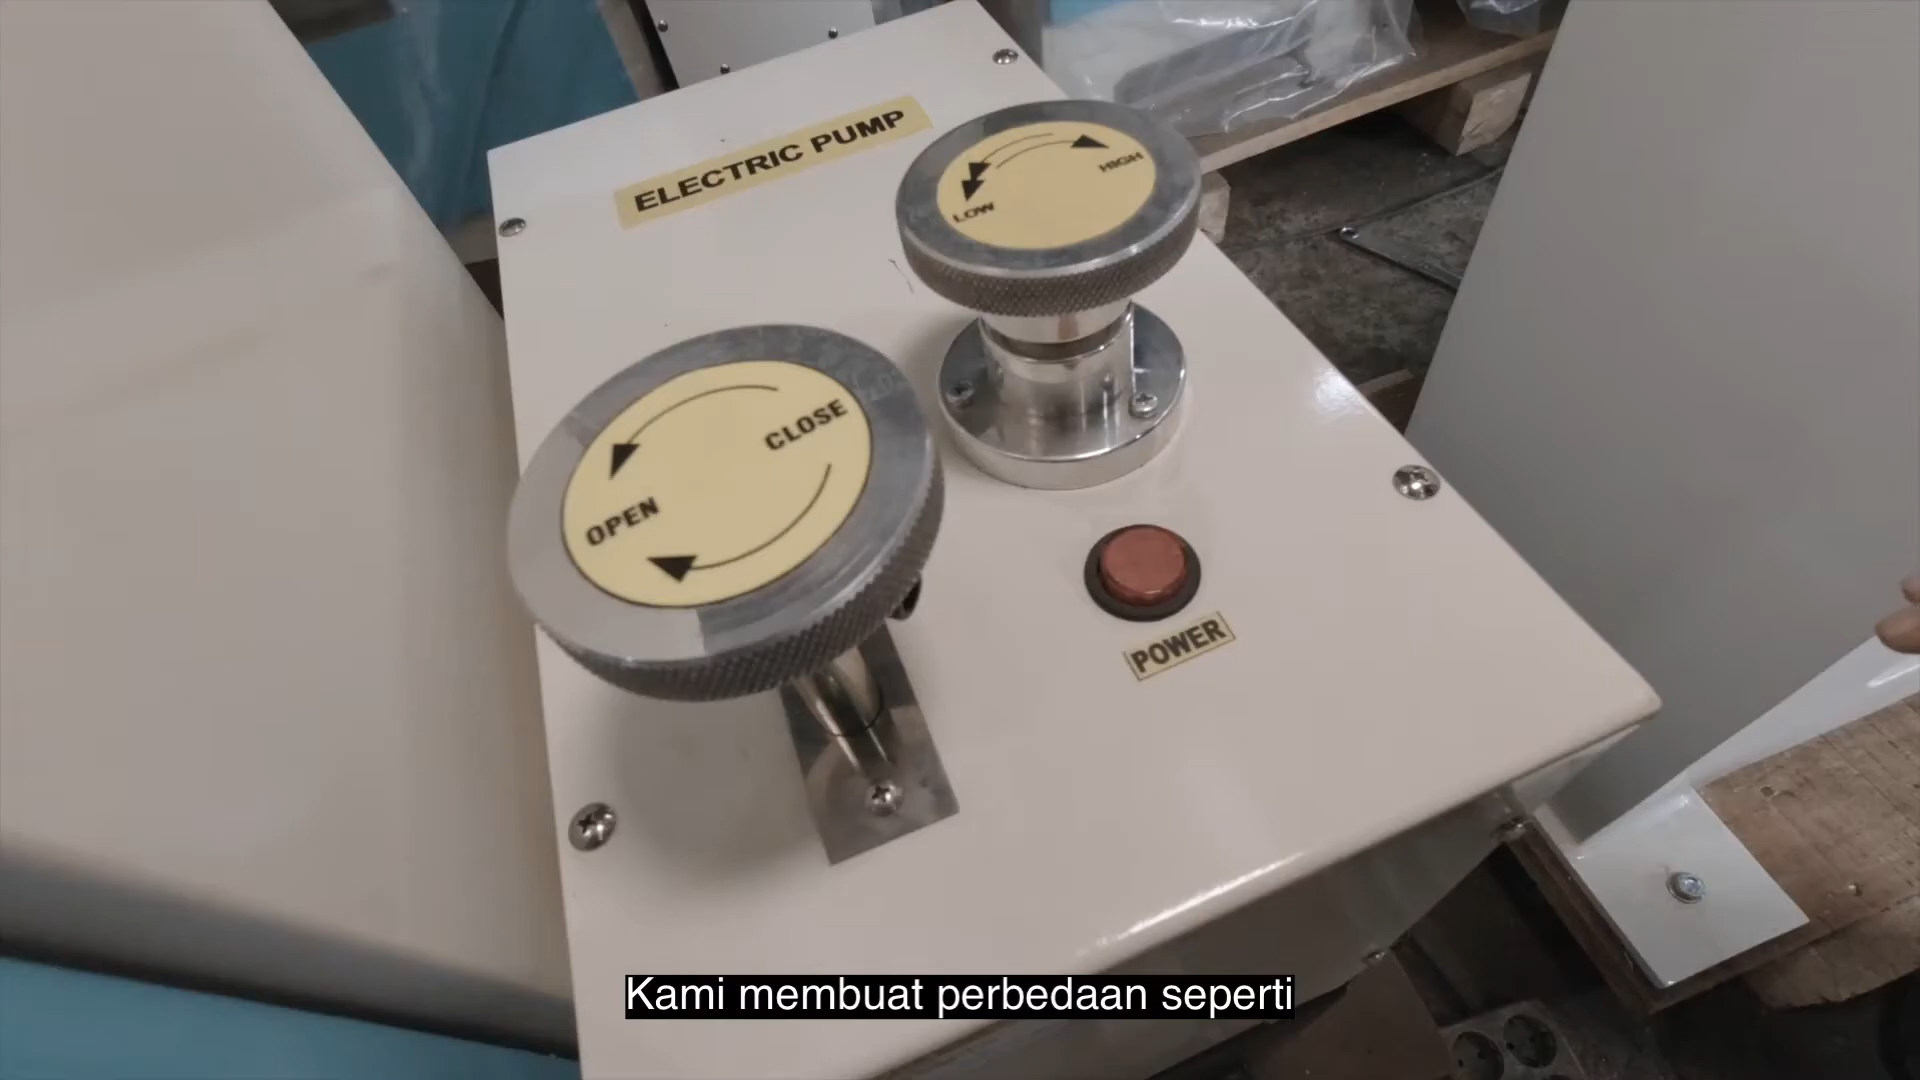 ELECTRIC PUMP
HIGH
LOW
CLOSE
OPEN
POWER
Kami membuat perbedaan seperti